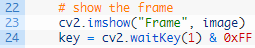 22 # show the frame
23 cv2.imshow("Frame", image)
24 key = cv2.waitKey(1) & 0xFF